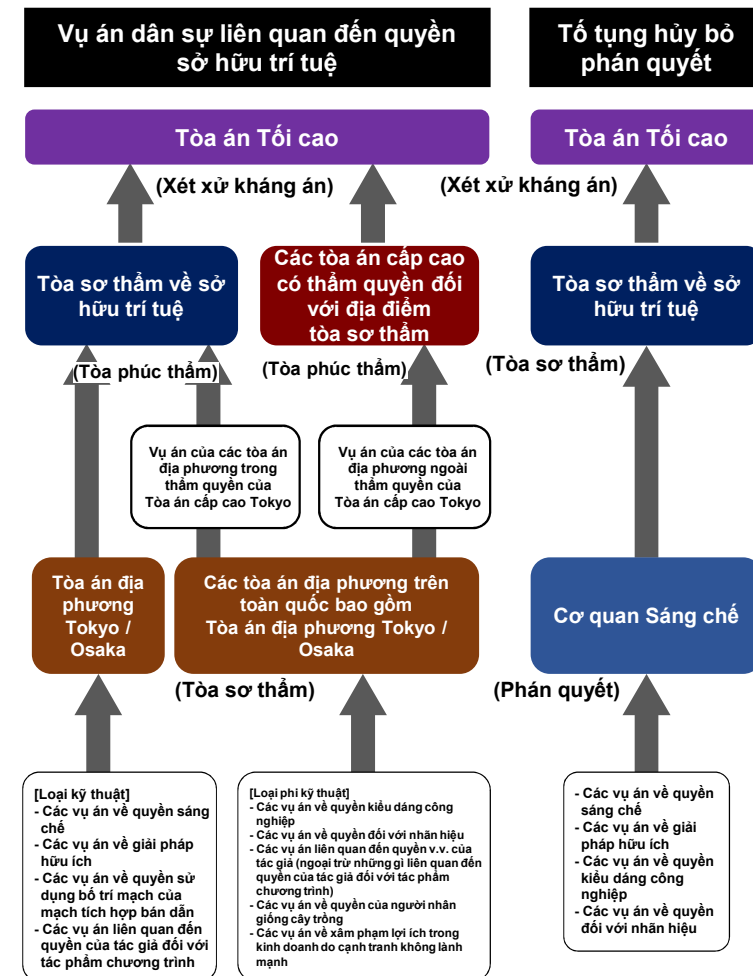 Vụ án dân sự liên quan đến quyền
sở hữu trí tuệ
Tố tụng hủy bỏ
phán quyết
Tòa án Tối cao
Tòa án Tối cao
(Xét xử kháng án)
(Xét xử kháng án)
Tòa sơ thẩm về sở
hữu trí tuệ
Các tòa án cấp cao
có thẩm quyền đối
với địa điểm
tòa sơ thẩm
Tòa sơ thẩm về sở
hữu trí tuệ
(Tòa phúc thẩm)
(Tòa phúc thẩm)
(Tòa sơ thẩm)
Vụ án của các tòa án
địa phương trong
thẩm quyền của
Tòa án cấp cao Tokyo
Vụ án của các tòa án
địa phương ngoài
thẩm quyền của
Tòa án cấp cao Tokyo
Tòa án địa
phương
Tokyo /
Osaka
Các tòa án địa phương trên
toàn quốc bao gồm
Tòa án địa phương Tokyo /
Osaka
Cơ quan Sáng chế
(Tòa sơ thẩm)
(Phán quyết)
[Loại kỹ thuật]
- Các vụ án về quyền sáng
chế
- Các vụ án về giải pháp
hữu ích
- Các vụ án về quyền sử
dụng bố trí mạch của
mạch tích hợp bán dẫn
- Các vụ án liên quan đến
quyền của tác giả đối với
tác phẩm chương trình
[Loại phi kỹ thuật]
- Các vụ án về quyền kiểu dáng công
nghiệp
- Các vụ án về quyền đối với nhãn hiệu
- Các vụ án liên quan đến quyền v.v. của
tác giả (ngoại trừ những gì liên quan đến
quyền của tác giả đối với tác phẩm
chương trình)
- Các vụ án về quyền của người nhân
giống cây trồng
- Các vụ án về xâm phạm lợi ích trong
kinh doanh do cạnh tranh không lành
mạnh
- Các vụ án về quyền
sáng chế
- Các vụ án về giải
pháp hữu ích
- Các vụ án về quyền
kiểu dáng công
nghiệp
- Các vụ án về quyền
đối với nhãn hiệu